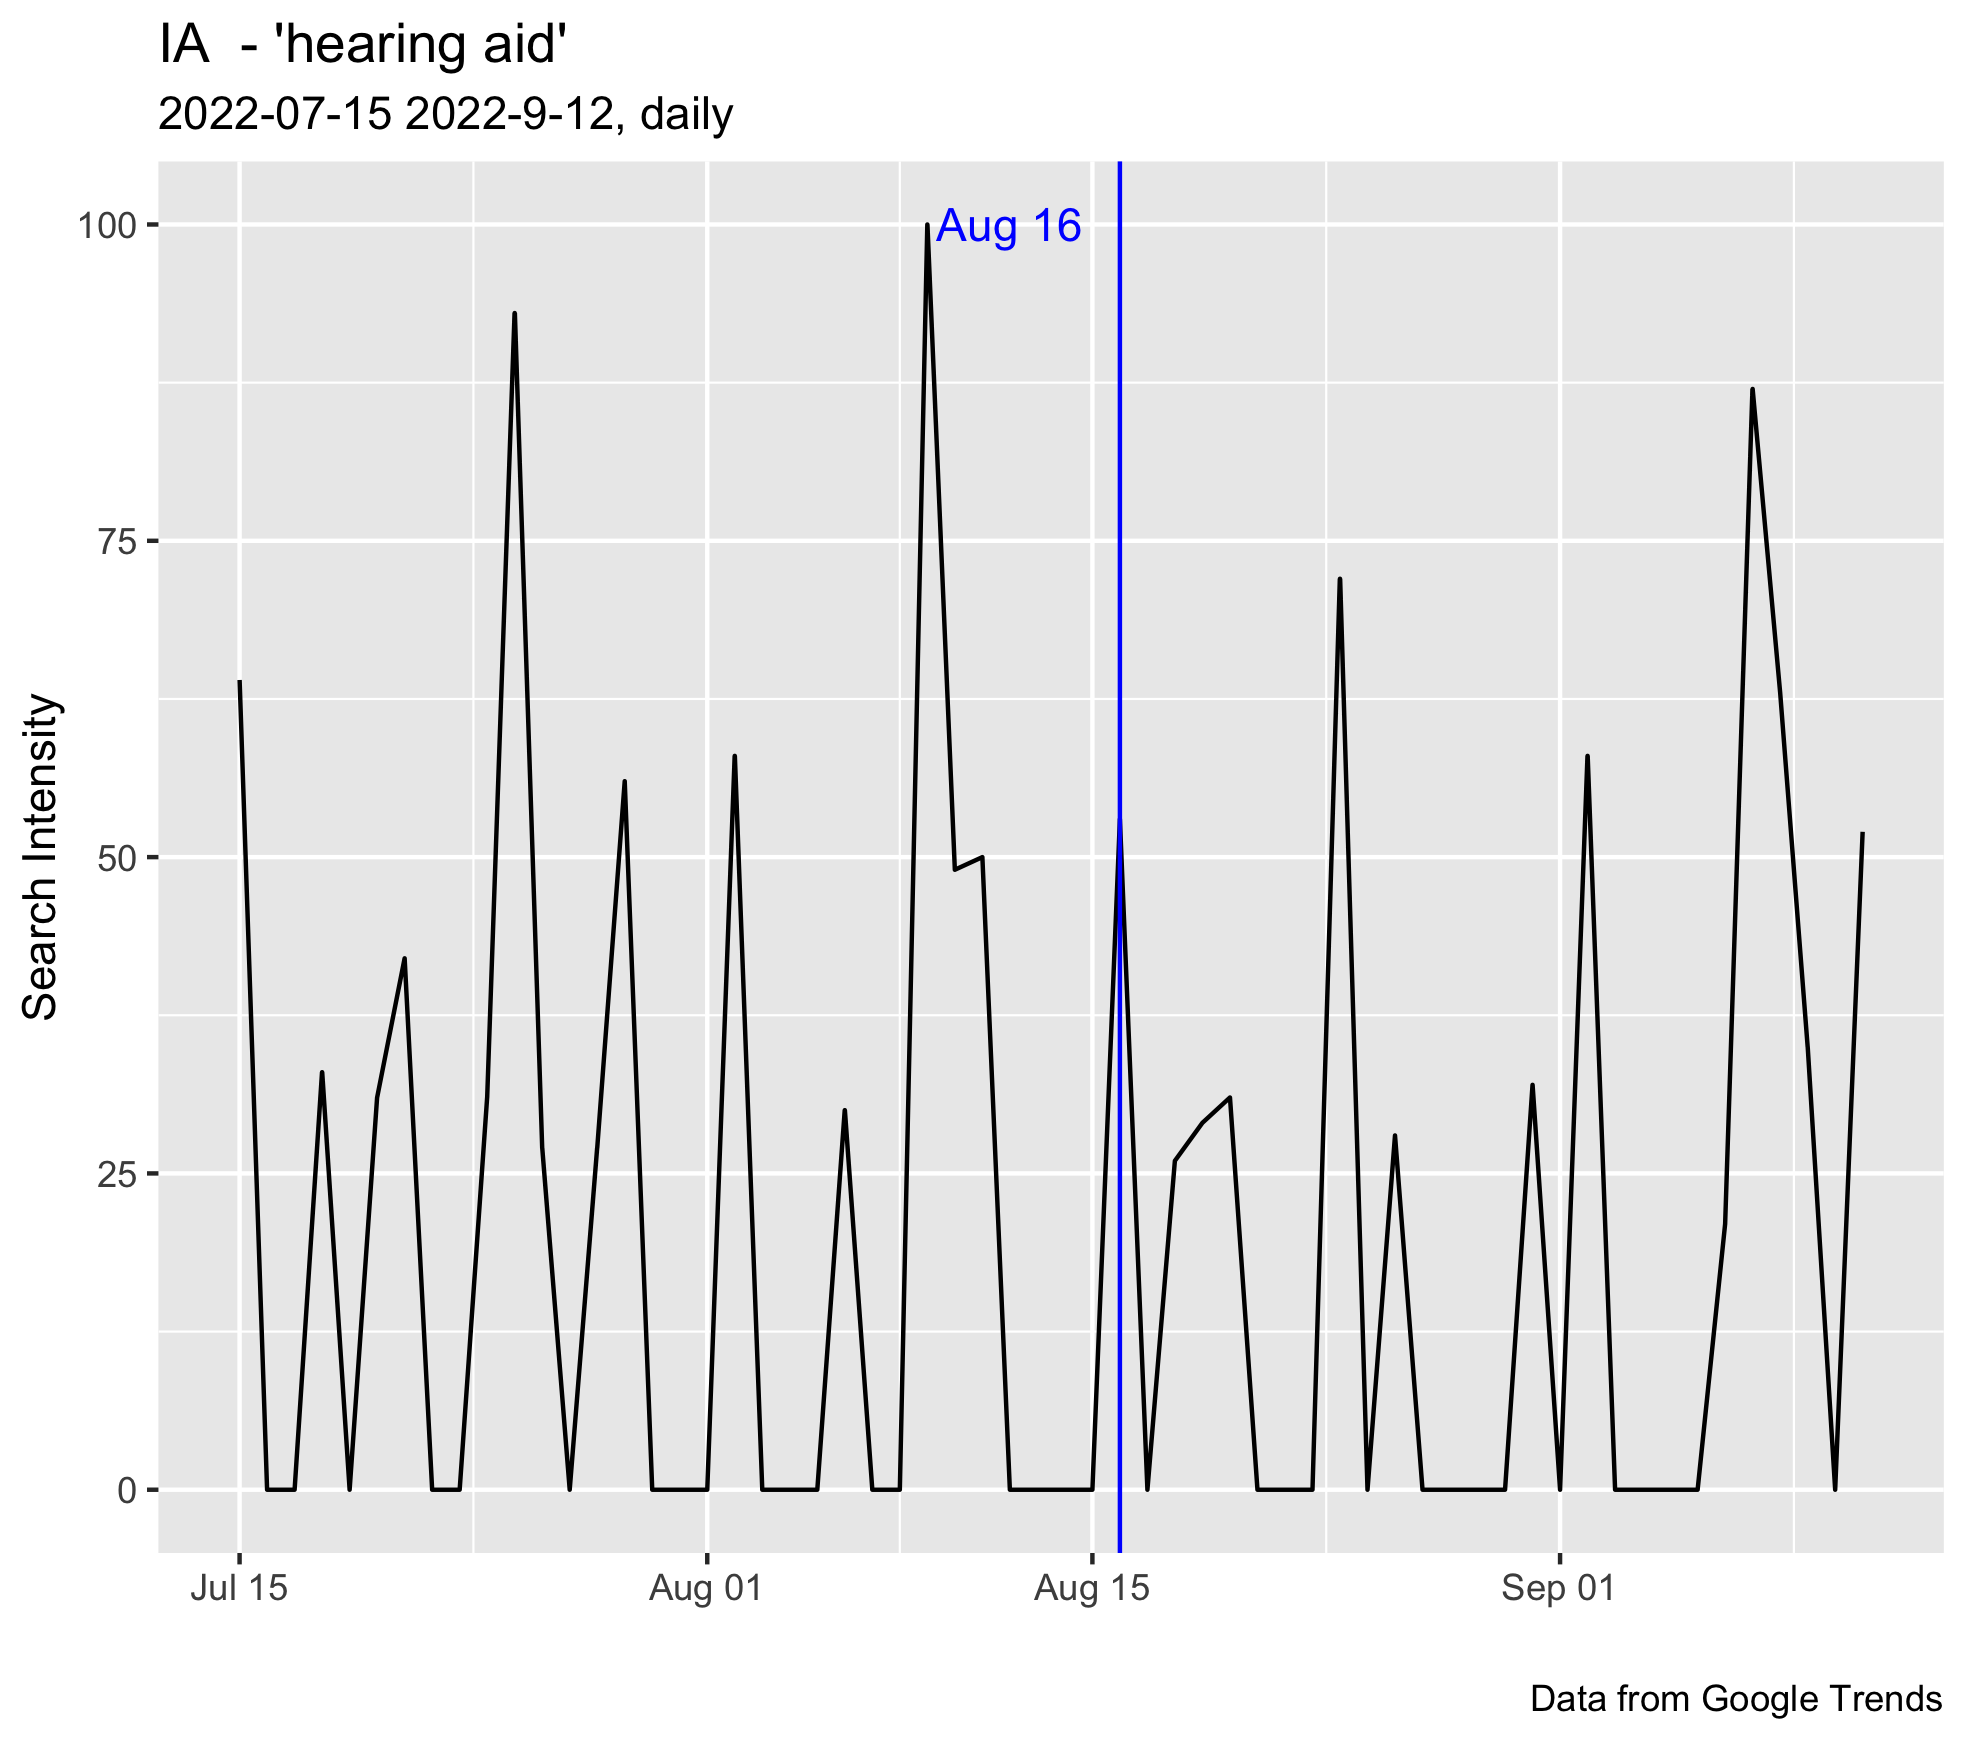 IA  - 'hearing aid'
2022-07-15 2022-9-12, daily
Search Intensity
100
75
50
25
0
Aug 16
Jul 15
Aug 01
Aug 15
Sep 01
Data from Google Trends